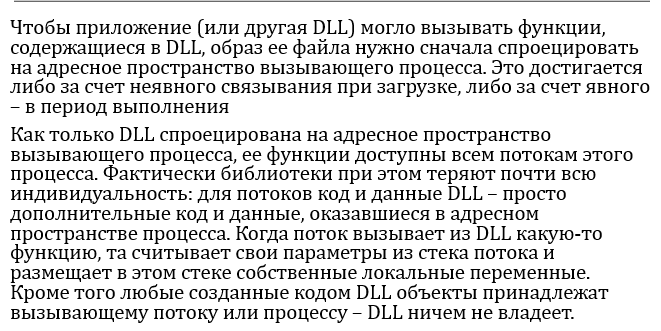 Чтобы приложение (или другая DLL) могло вызывать функции,
содержащиеся в DLL, образ ее файла нужно сначала спроецировать
на адресное пространство вызывающего процесса. Это достигается
либо за счет неявного связывания при загрузке, либо за счет явного
– в период выполнения
Как только DLL спроецирована на адресное пространство
вызывающего процесса, ее функции доступны всем потокам этого
процесса. Фактически библиотеки при этом теряют почти всю
индивидуальность: для потоков код и данные DLL – просто
дополнительные код и данные, оказавшиеся в адресном
пространстве процесса. Когда поток вызывает из DLL какую-то
функцию, та считывает свои параметры из стека потока и
размещает в этом стеке собственные локальные переменные.
Кроме того любые созданные кодом DLL объекты принадлежат
вызывающему потоку или процессу – DLL ничем не владеет.